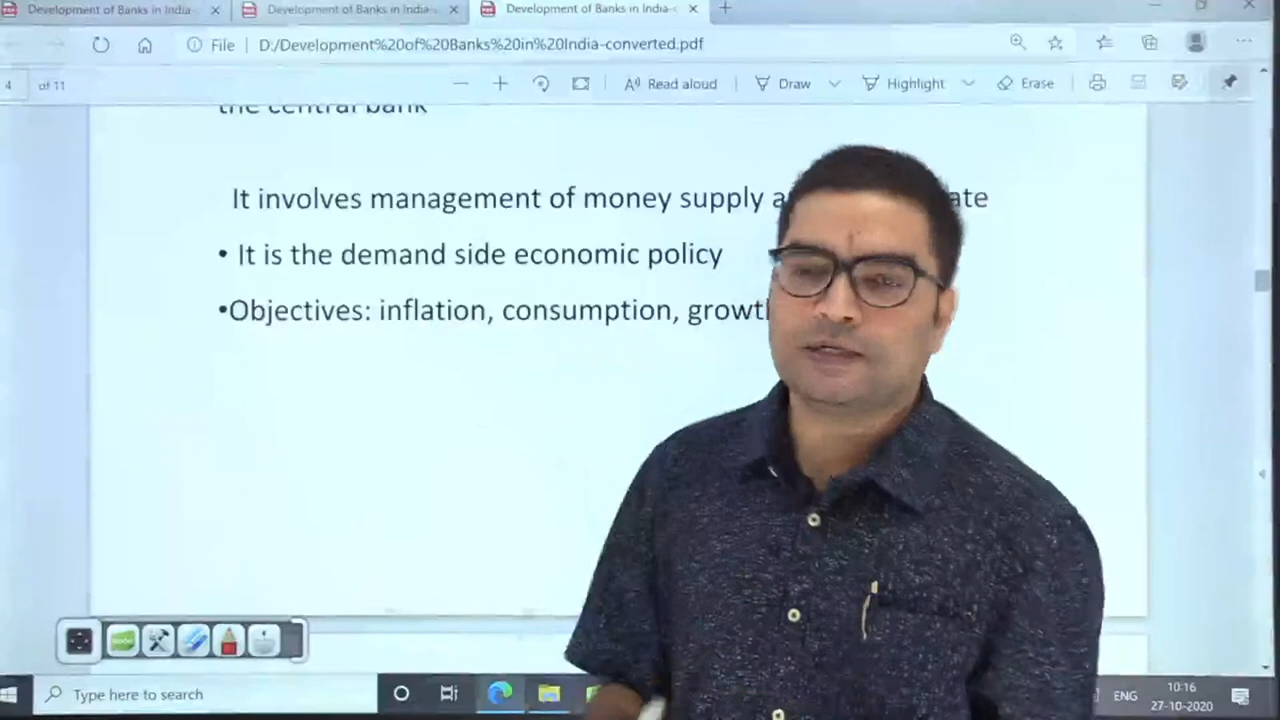 Development of Banks in India-
Development of Banks in India-
Development of Banks in India-c
File
D:/Development%20of%20Banks%20in%20India-converted.pdf
4 of 11
Read aloud
Draw
Highlight
Erase
the central bank
It involves management of money supply a ate
• It is the demand side economic policy
•Objectives: inflation, consumption, growth
Type here to search
ENG
10:16
27-10-2020